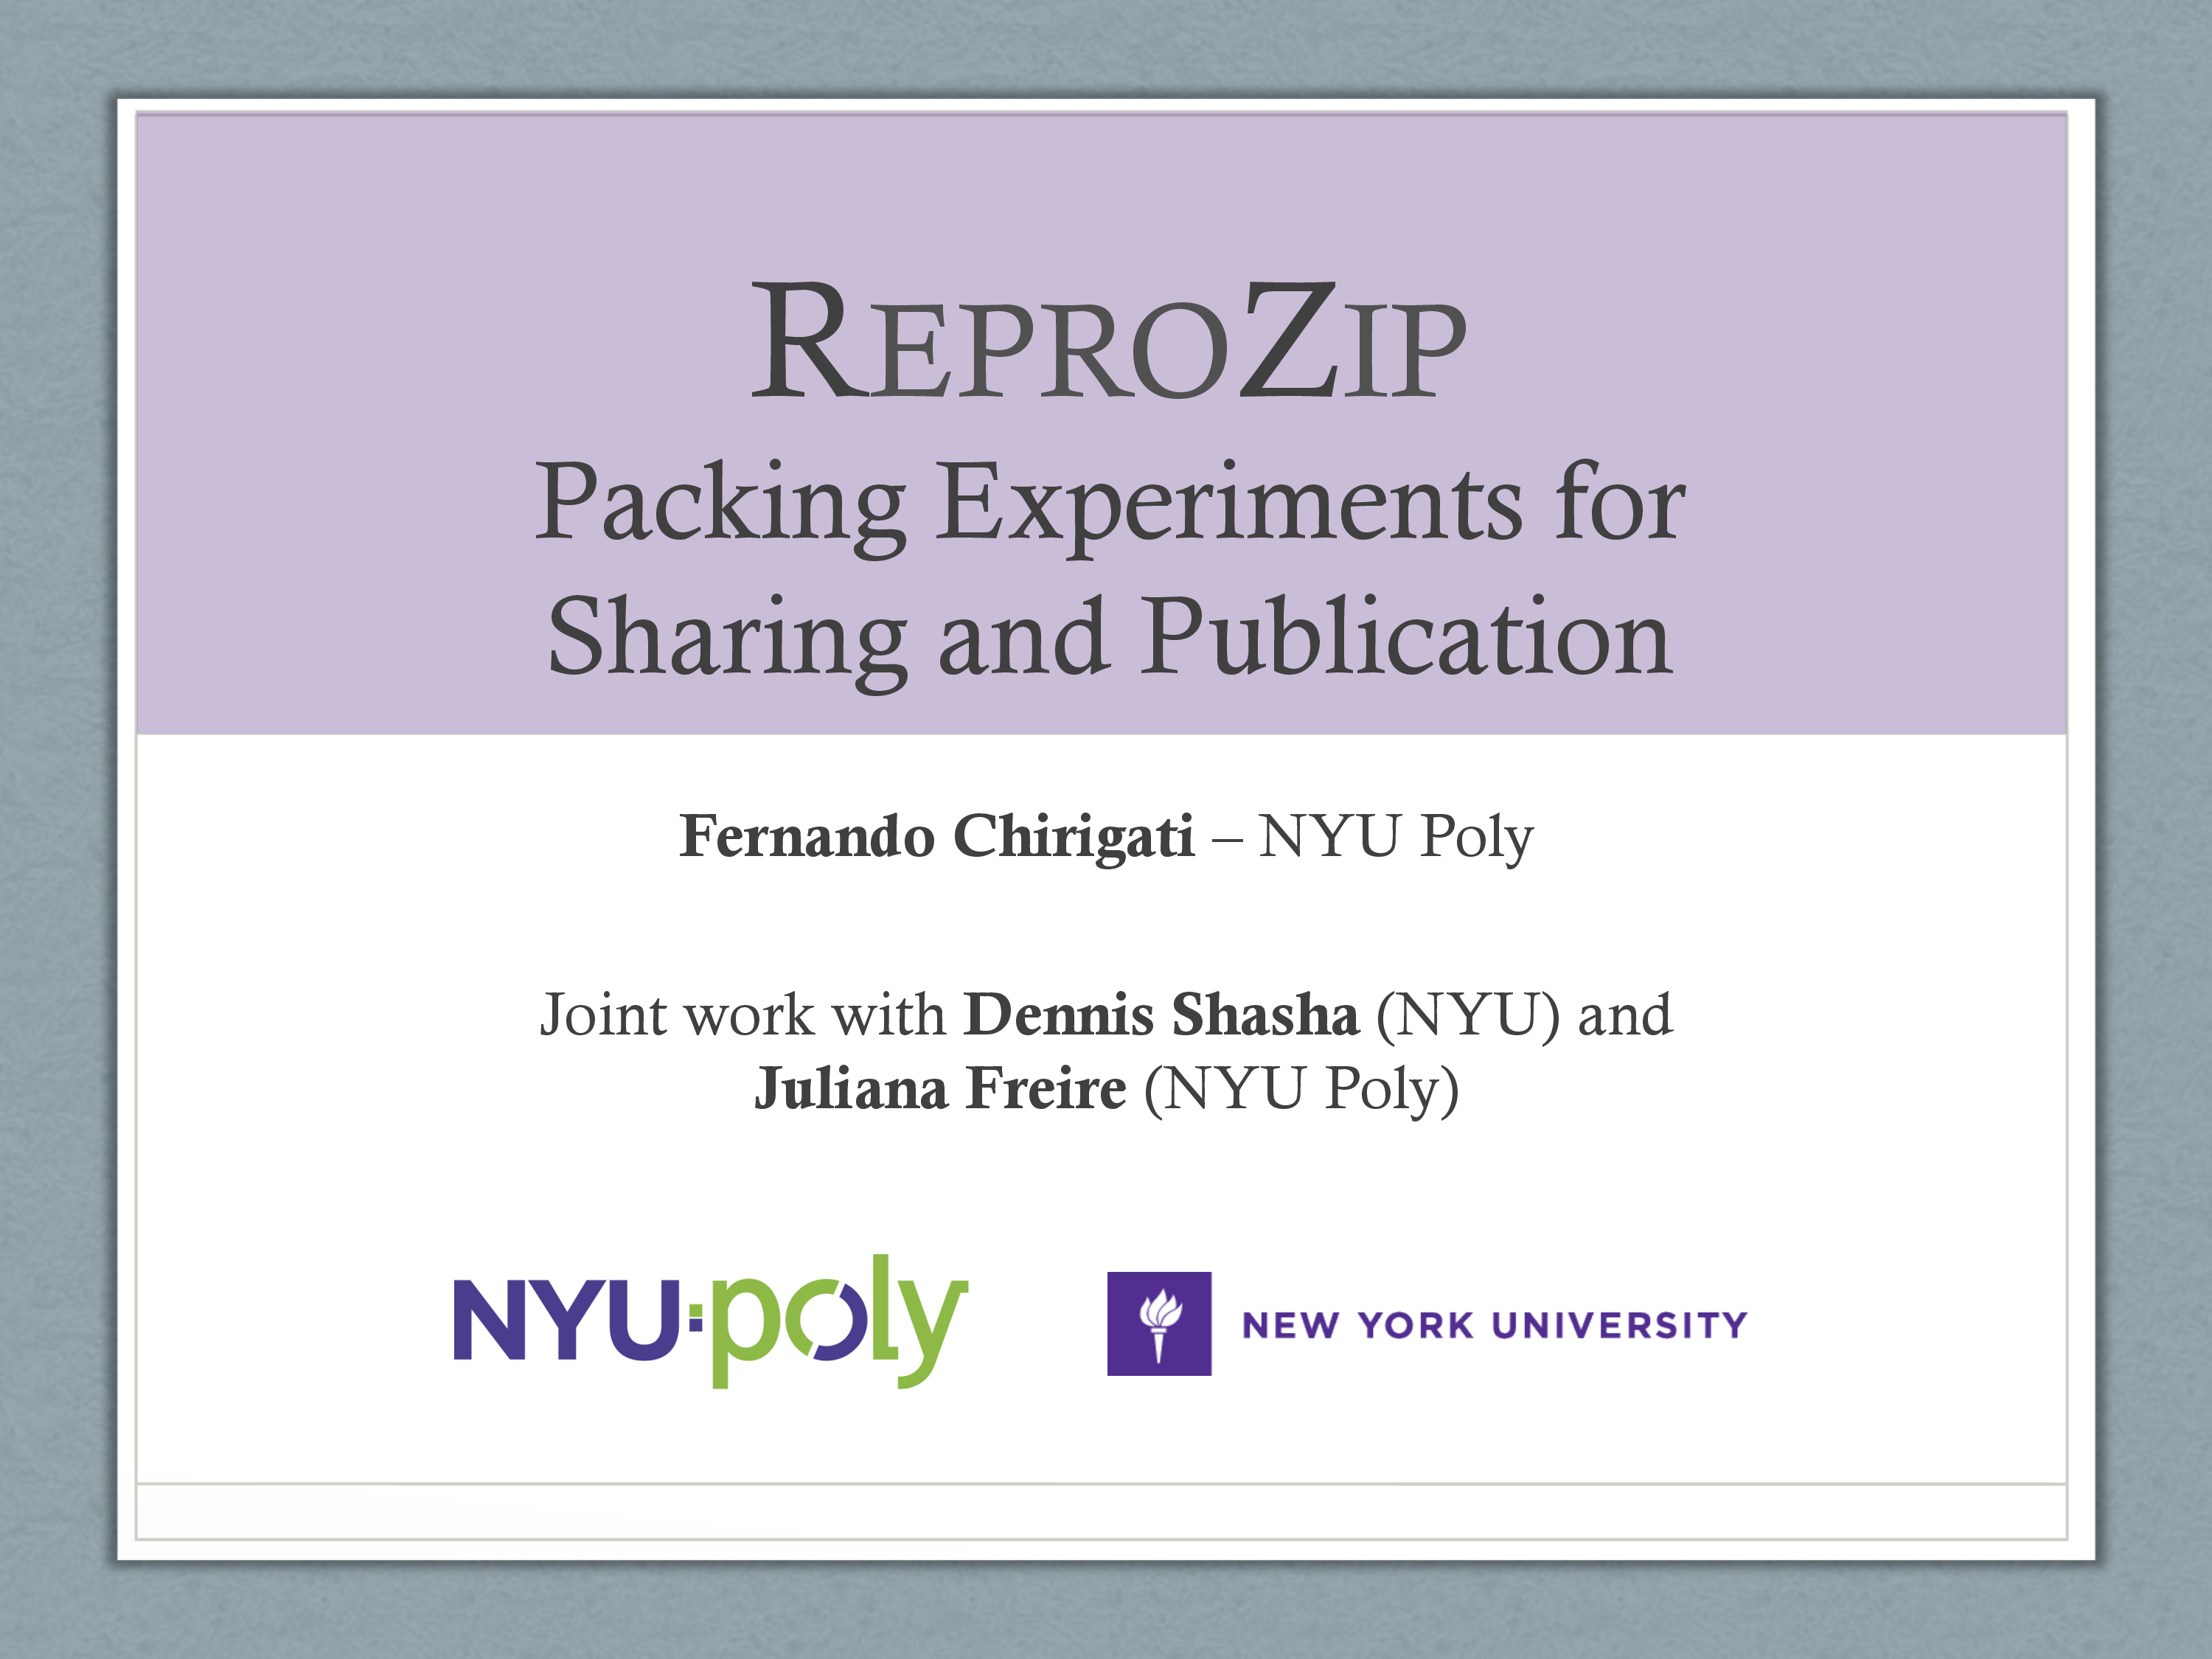 REPROZIP
Packing Experiments for
Sharing and Publication
Fernando Chirigati – NYU Poly
Joint work with Dennis Shasha (NYU) and
Juliana Freire (NYU Poly)
NYU:poly
NEW YORK UNIVERSITY